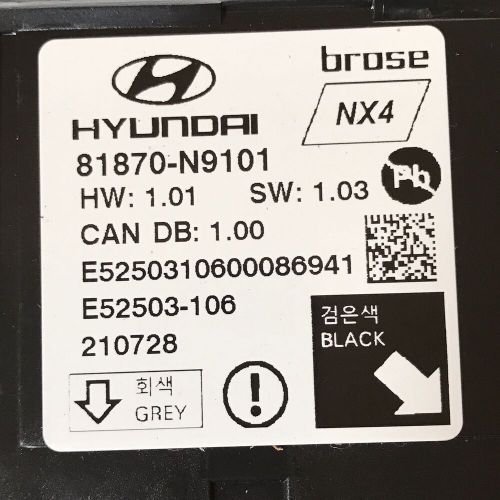 brose
HYUNDAI
NX4
81870-N9101
HW: 1.01 SW: 1.03
Pb
CAN DB: 1.00
E5250310600086941
E52503-106
210728
검은색
BLACK
회색
GREY